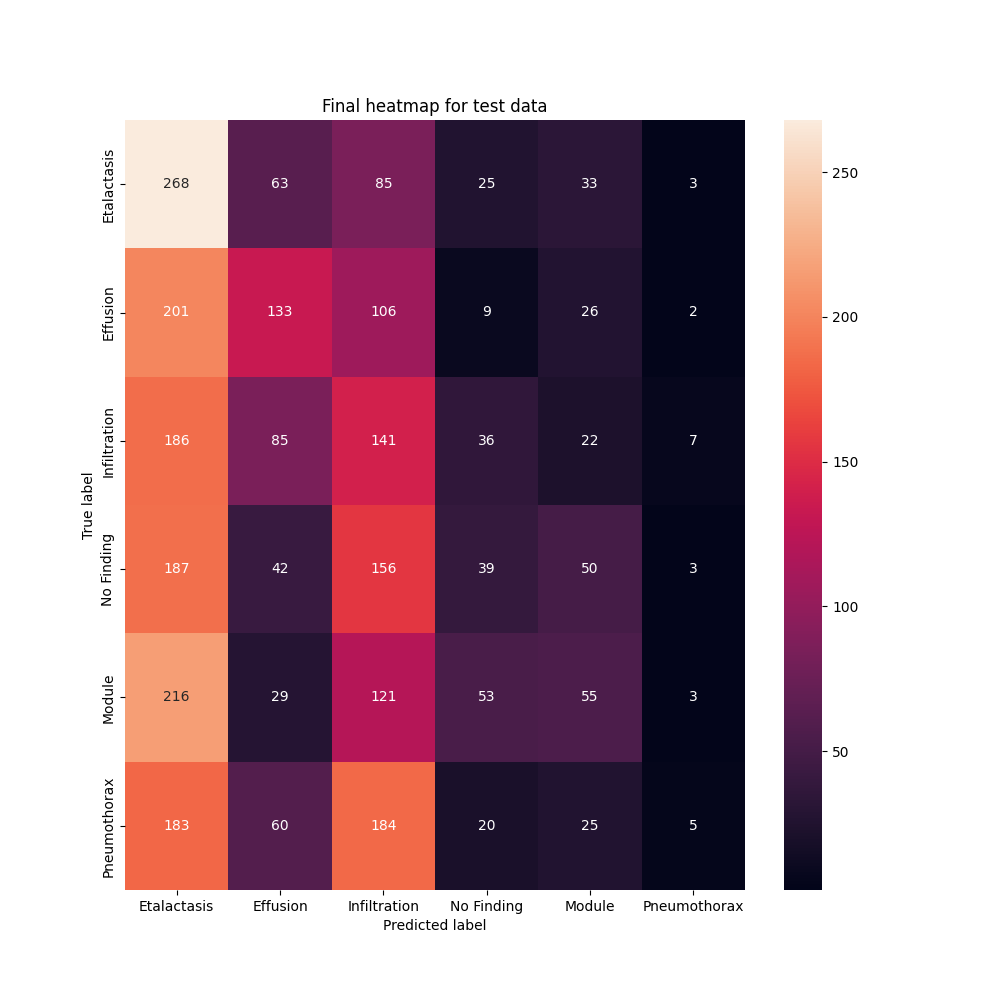 Final heatmap for test data
True label
Etalactasis
268 63 85 25 33 3
Effusion
201 133 106 9 26 2
Infiltration
186 85 141 36 22 7
No Finding
187 42 156 39 50 3
Module
216 29 121 53 55 3
Pneumothorax
183 60 184 20 25 5
Etalactasis Effusion Infiltration No Finding Module Pneumothorax
Predicted label
250
200
150
100
50